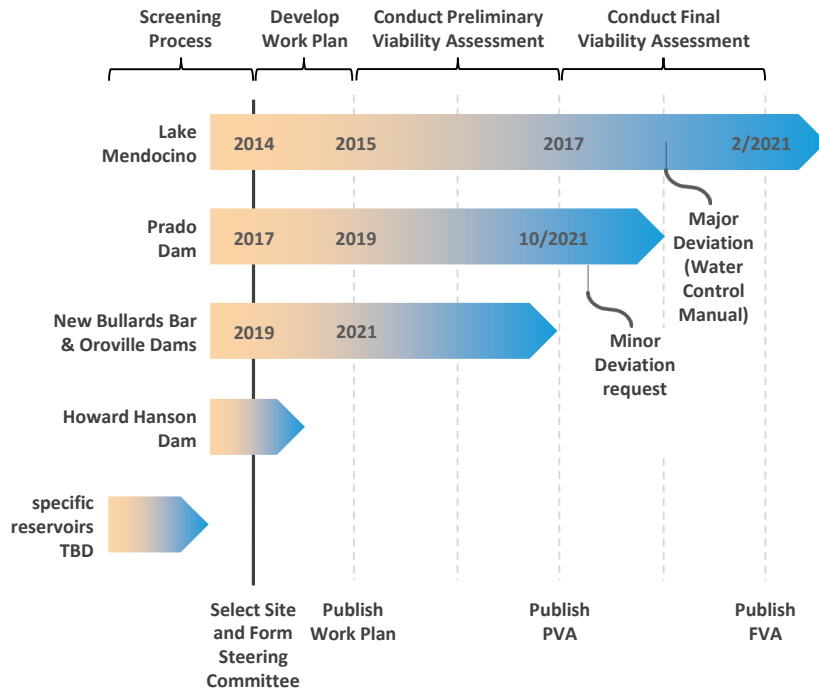 Screening
Process
Develop
Work Plan
Conduct Preliminary
Viability Assessment
Conduct Final
Viability Assessment
Lake
Mendocino
2014
2015
2017
2/2021
Major
Deviation
(Water
Control
Manual)
Prado
Dam
2017
2019
10/2021
Minor
Deviation
request
New Bullards Bar
& Oroville Dams
2019
2021
Howard Hanson
Dam
specific
reservoirs
TBD
Select Site
and Form
Steering
Committee
Publish
Work Plan
Publish
PVA
Publish
FVA